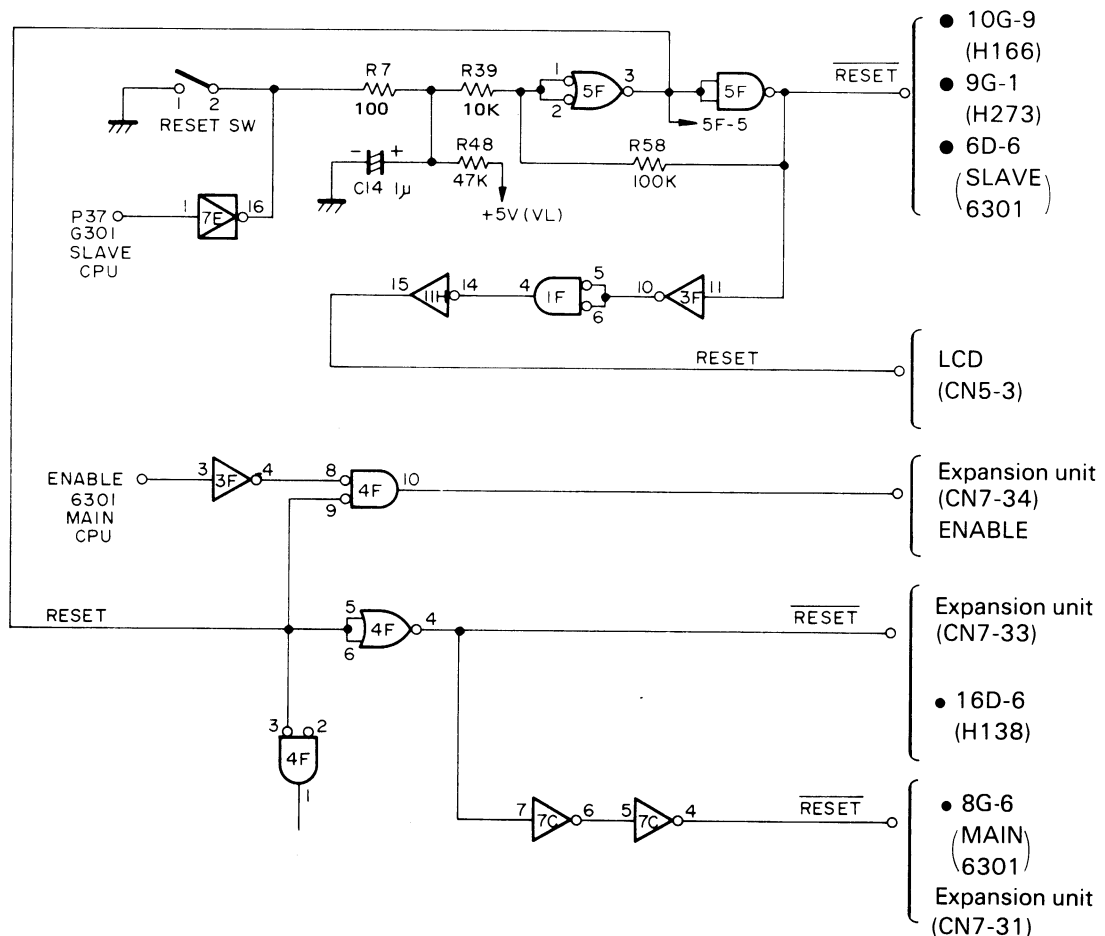 ● 10G-9
(H166)
● 9G-1
(H273)
● 6D-6
(SLAVE
6301)
RESET
1 2
RESET SW
R7
100
R39
10K
1
2
5F
3
5F
5F-5
R48
47K
+5V(VL)
- +
C14 1μ
R58
100K
P37
G301
SLAVE
CPU
1
7E
16
15
11H
14
4
1F
5
6
10
3F
11
RESET
LCD
(CN5-3)
ENABLE
6301
MAIN
CPU
3
3F
4
8
9
4F
10
Expansion unit
(CN7-34)
ENABLE
RESET
5
6
4F
4
RESET
Expansion unit
(CN7-33)
● 16D-6
(H138)
3
2
4F
1
7
7C
6
5
7C
4
RESET
● 8G-6
(MAIN
6301)
Expansion unit
(CN7-31)